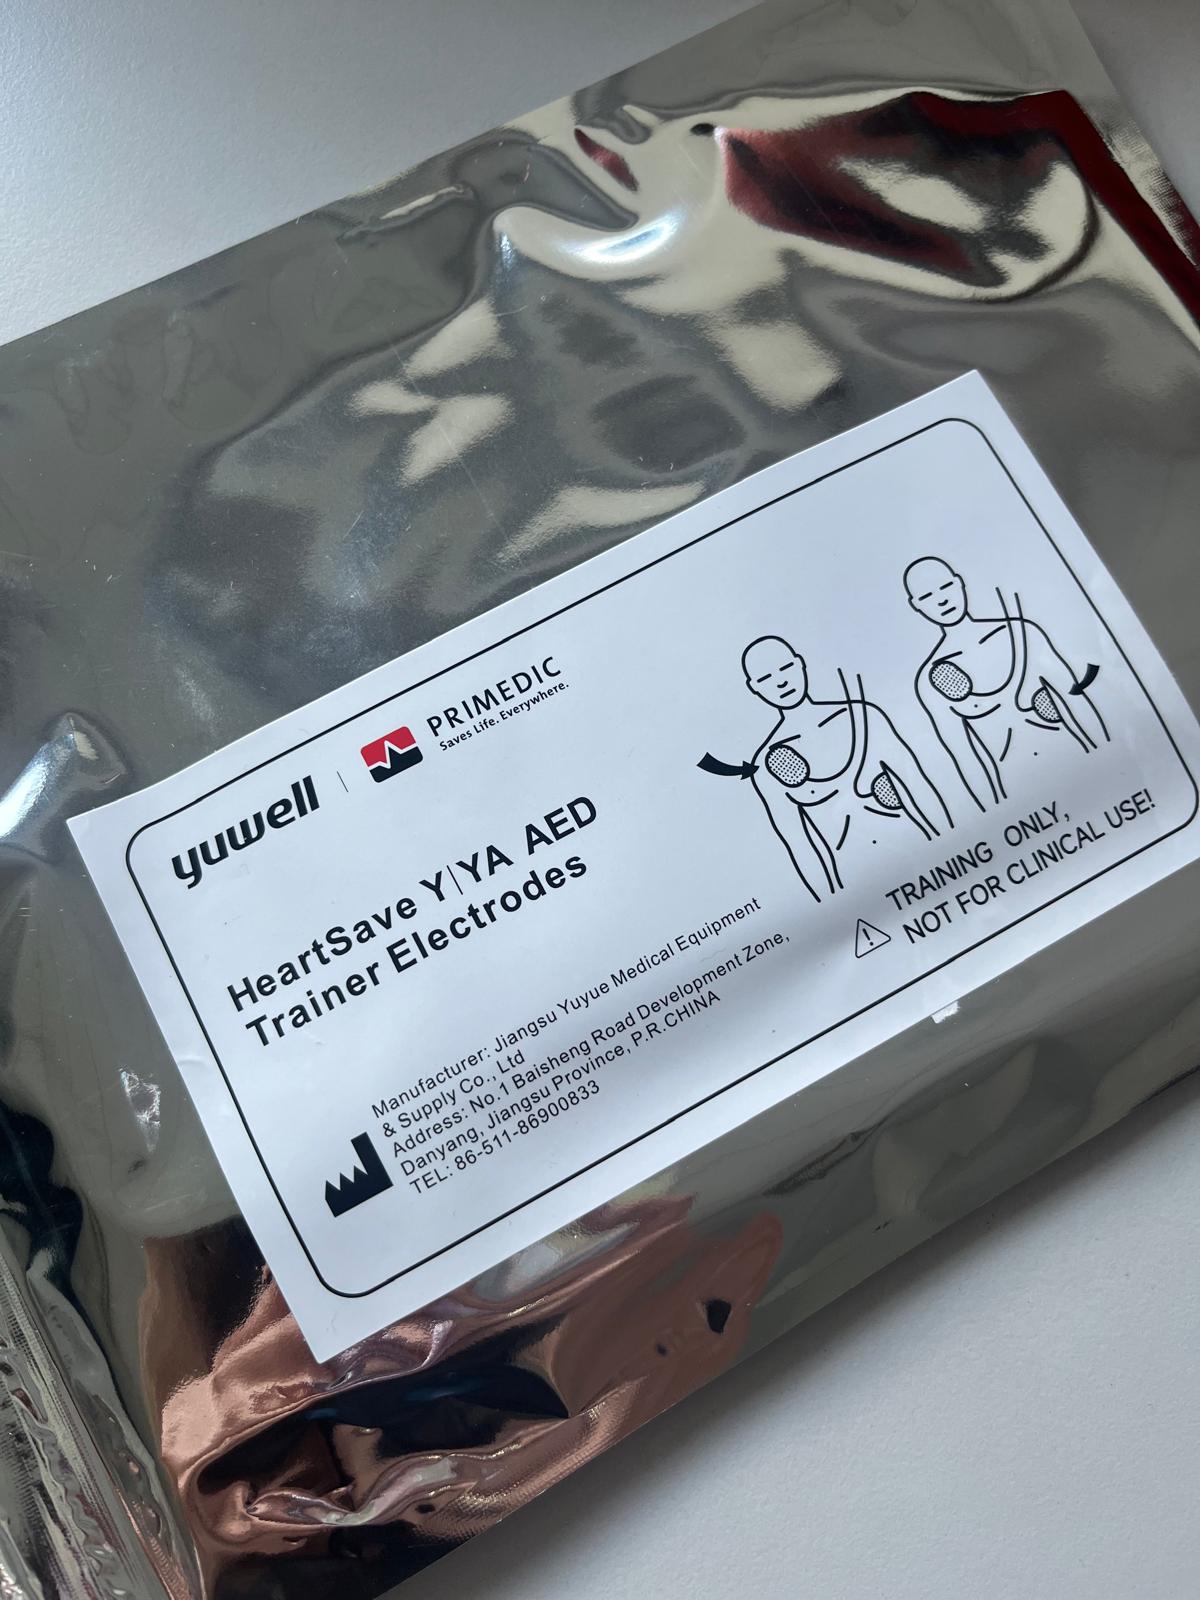 yuwell
PRIMEDIC
Saves Life. Everywhere.
HeartSave Y|YA AED
Trainer Electrodes
Manufacturer: Jiangsu Yuyue Medical Equipment
& Supply Co., Ltd
Address: No.1 Baisheng Road Development Zone,
Danyang, Jiangsu Province, P.R.CHINA
TEL: 86-511-86900833
TRAINING ONLY,
NOT FOR CLINICAL USE!